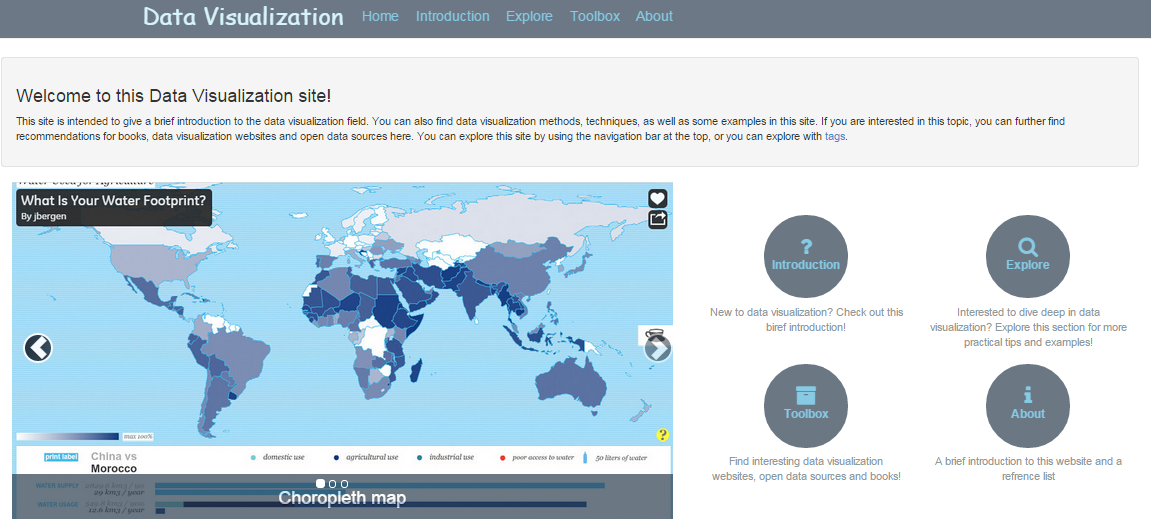 Data Visualization
Home Introduction Explore Toolbox About
Welcome to this Data Visualization site!
This site is intended to give a brief introduction to the data visualization field. You can also find data visualization methods, techniques, as well as some examples in this site. If you are interested in this topic, you can further find
recommendations for books, data visualization websites and open data sources here. You can explore this site by using the navigation bar at the top, or you can explore with tags.
Water Used for Agriculture
What Is Your Water Footprint?
By jbergen
max 100%
?
print label
China vs
Morocco
domestic use
agricultural use
industrial use
poor access to water
50 liters of water
WATER SUPPLY
29 km3 / year
WATER USAGE
12.6 km3 / year
Choropleth map
?
Introduction
New to data visualization? Check out this
biref introduction!
Explore
Interested to dive deep in data
visualization? Explore this section for more
practical tips and examples!
Toolbox
Find interesting data visualization
websites, open data sources and books!
i
About
A brief introduction to this website and a
refrence list